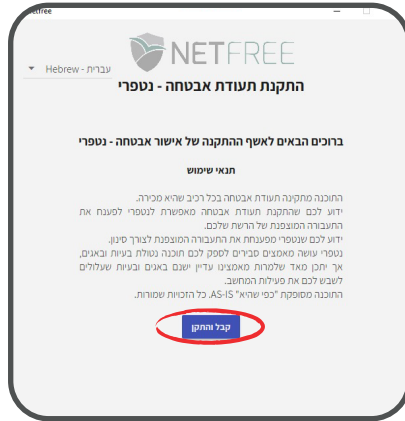 etfree
NETFREE
עברית - Hebrew
התקנת תעודת אבטחה - נטפרי
ברוכים הבאים לאשף ההתקנה של אישור אבטחה - נטפרי
תנאי שימוש
התוכנה מתקינה תעודת אבטחה בכל רכיב שהיא מכירה.
ידוע לכם שהתקנת תעודת אבטחה מאפשרת לנטפרי לפענח את
התעבורה המוצפנת של הרשת שלכם.
ידוע לכם שנטפרי מפענחת את התעבורה המוצפנת לצורך סינון.
נטפרי עושה מאמצים סבירים לספק לכם תוכנה נטולת בעיות ובאגים,
אך יתכן מאד שלמרות מאמצינו עדיין ישנם באגים ובעיות שעלולים
לשבש לכם את פעילות המחשב.
התוכנה מסופקת "כפי שהיא" AS-IS. כל הזכויות שמורות.
קבל והתקן